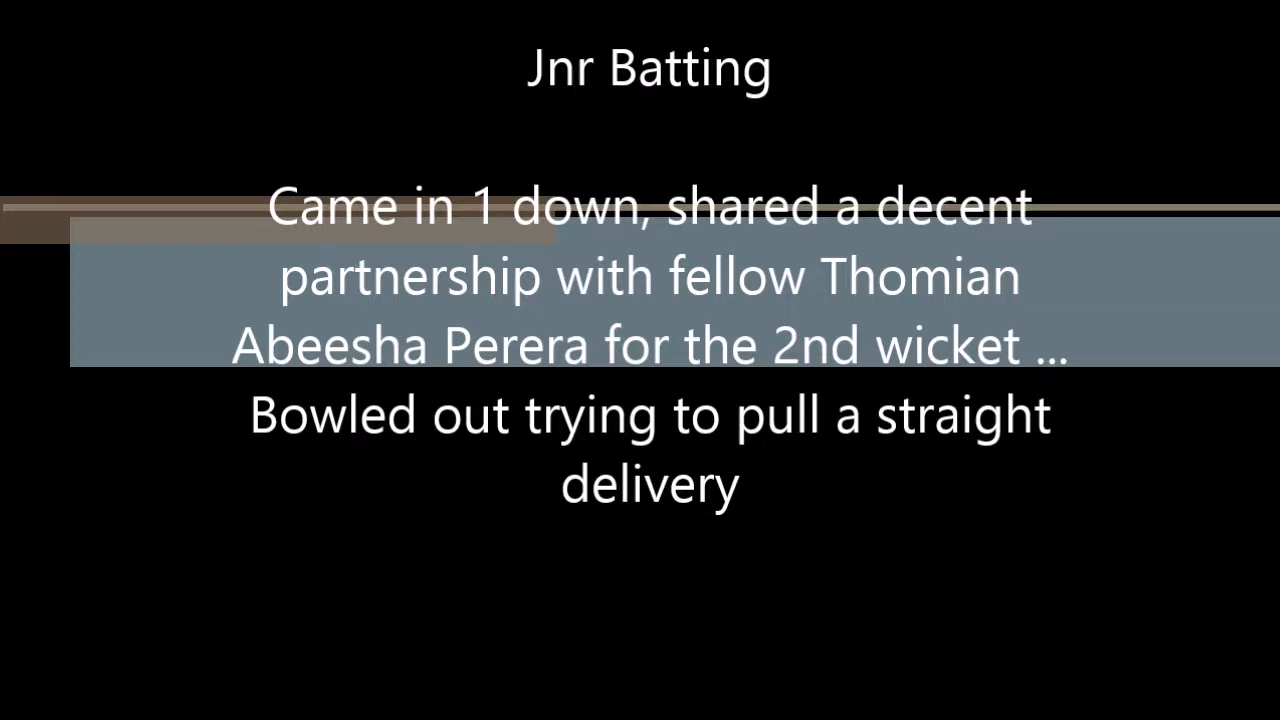 Jnr Batting
Came in 1 down, shared a decent
partnership with fellow Thomian
Abeesha Perera for the 2nd wicket ...
Bowled out trying to pull a straight
delivery